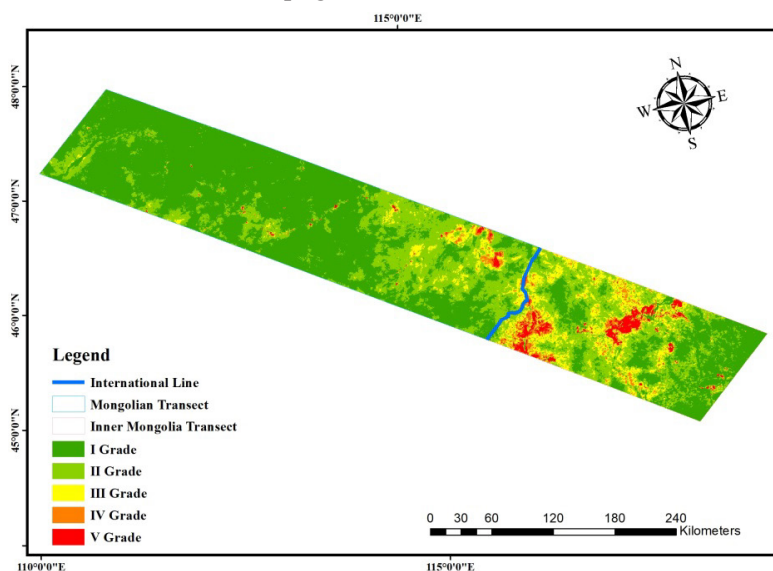 115°0'0"E
N
W E
S
48°0'0"N
47°0'0"N
46°0'0"N
45°0'0"N
Legend
International Line
Mongolian Transect
Inner Mongolia Transect
I Grade
II Grade
III Grade
IV Grade
V Grade
0 30 60 120 180 240
Kilometers
110°0'0"E 115°0'0"E